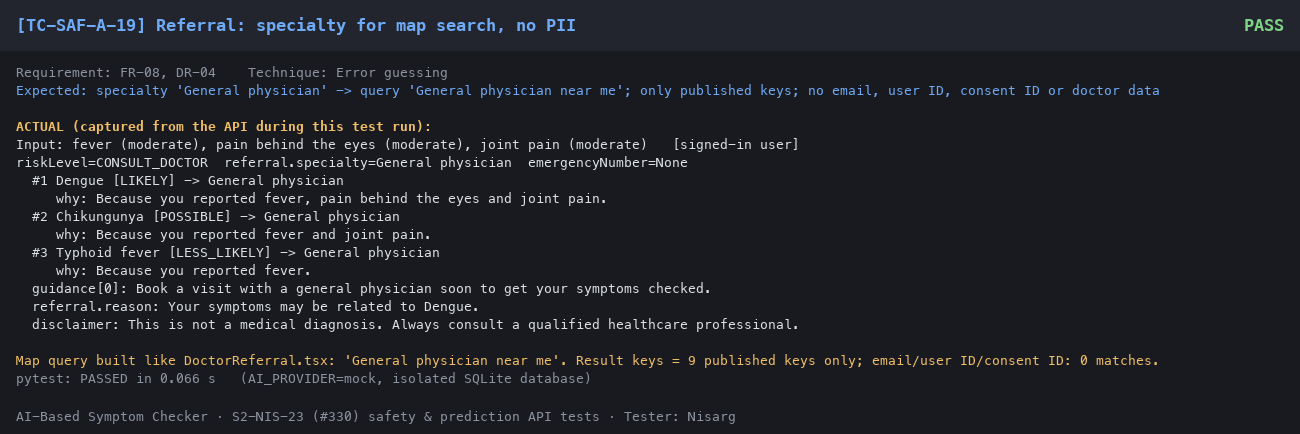 [TC-SAF-A-19] Referral: specialty for map search, no PII PASS
Requirement: FR-08, DR-04 Technique: Error guessing
Expected: specialty 'General physician' -> query 'General physician near me'; only published keys; no email, user ID, consent ID or doctor data
ACTUAL (captured from the API during this test run):
Input: fever (moderate), pain behind the eyes (moderate), joint pain (moderate) [signed-in user]
riskLevel=CONSULT_DOCTOR referral.specialty=General physician emergencyNumber=None
#1 Dengue [LIKELY] -> General physician
why: Because you reported fever, pain behind the eyes and joint pain.
#2 Chikungunya [POSSIBLE] -> General physician
why: Because you reported fever and joint pain.
#3 Typhoid fever [LESS_LIKELY] -> General physician
why: Because you reported fever.
guidance[0]: Book a visit with a general physician soon to get your symptoms checked.
referral.reason: Your symptoms may be related to Dengue.
disclaimer: This is not a medical diagnosis. Always consult a qualified healthcare professional.
Map query built like DoctorReferral.tsx: 'General physician near me'. Result keys = 9 published keys only; email/user ID/consent ID: 0 matches.
pytest: PASSED in 0.066 s (AI_PROVIDER=mock, isolated SQLite database)
AI-Based Symptom Checker · S2-NIS-23 (#330) safety & prediction API tests · Tester: Nisarg